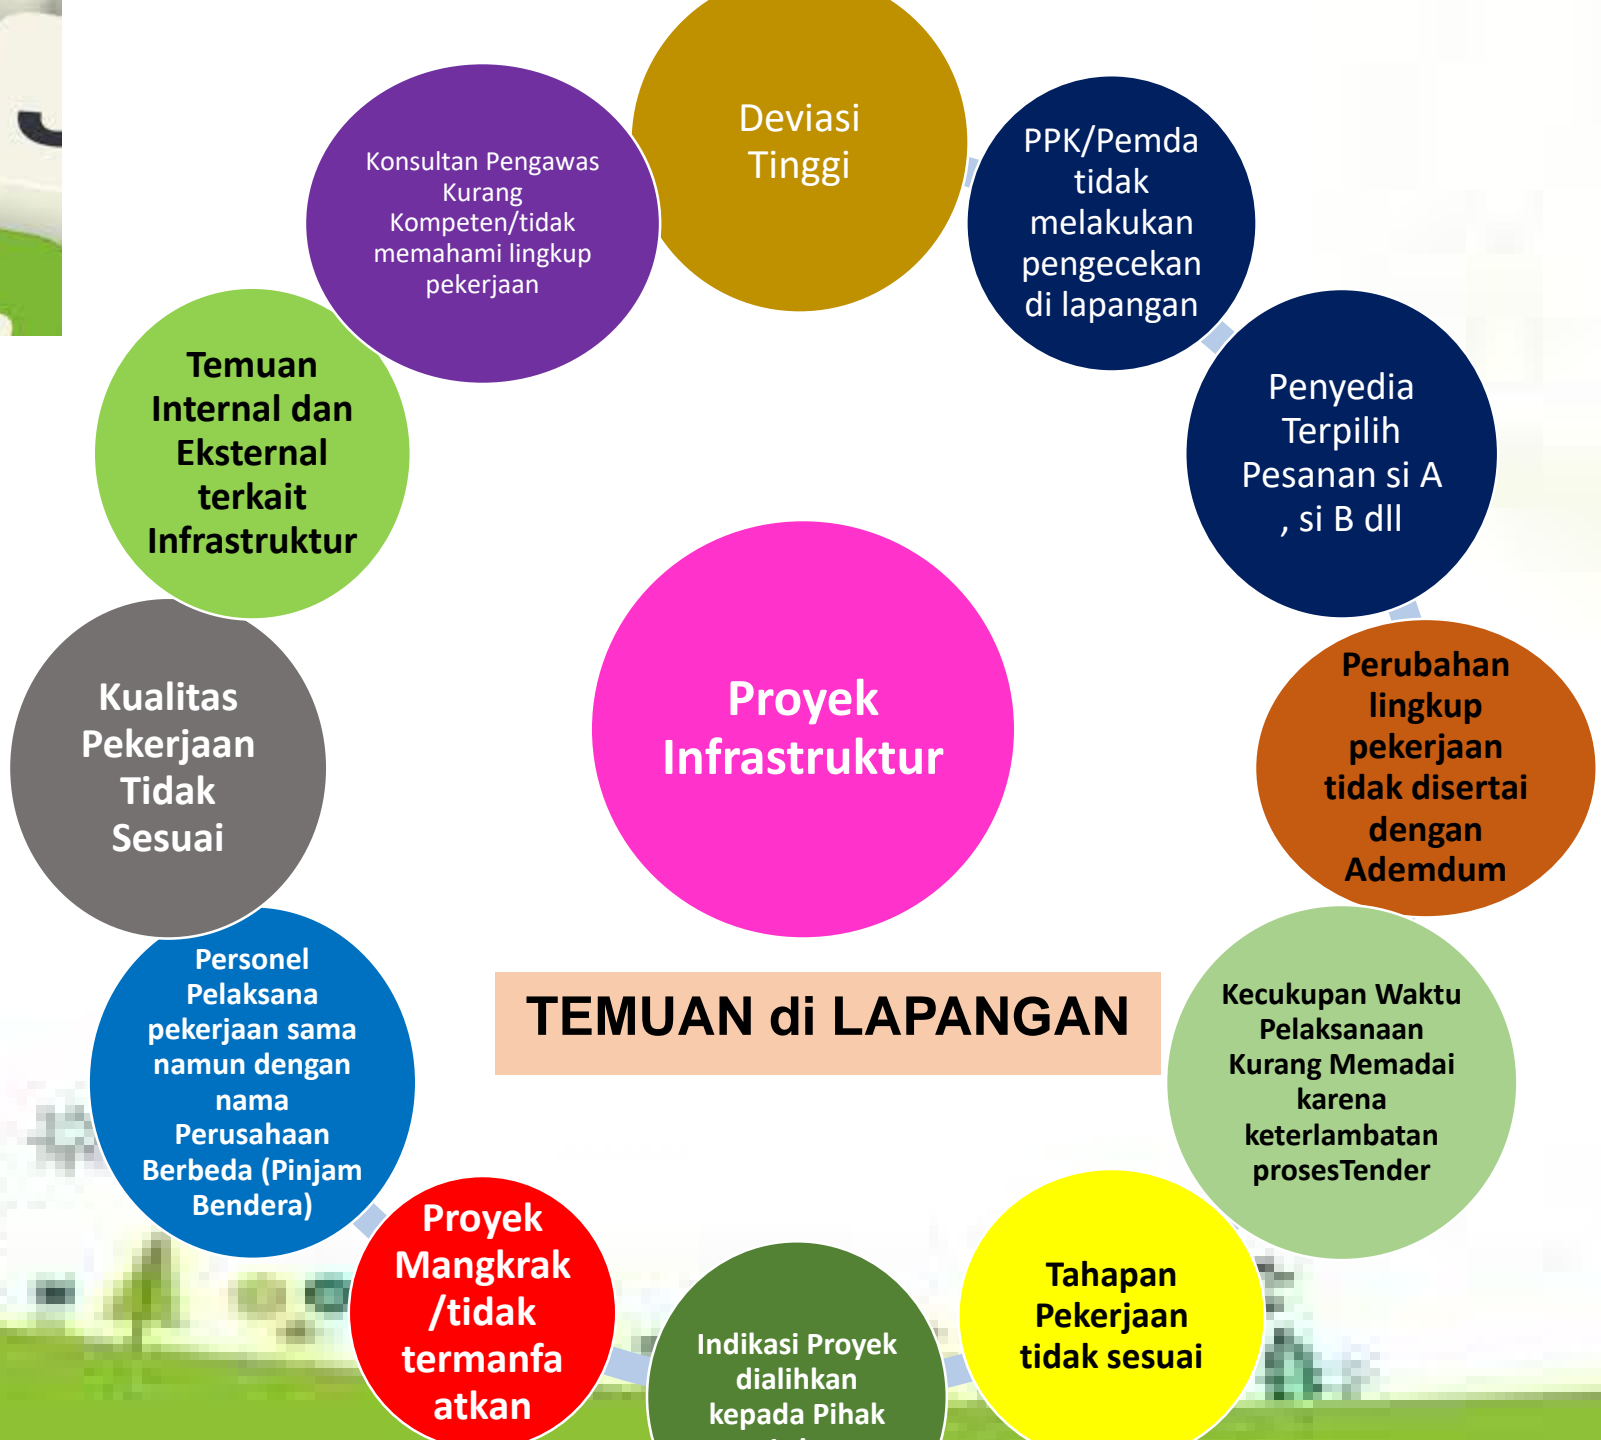 Deviasi
Tinggi
PPK/Pemda
tidak
melakukan
pengecekan
di lapangan
Penyedia
Terpilih
Pesanan si A
, si B dll
Perubahan
lingkup
pekerjaan
tidak disertai
dengan
Ademdum
Kecukupan Waktu
Pelaksanaan
Kurang Memadai
karena
keterlambatan
prosesTender
Tahapan
Pekerjaan
tidak sesuai
Indikasi Proyek
dialihkan
kepada Pihak
Proyek
Mangkrak
/tidak
termanfa
atkan
Personel
Pelaksana
pekerjaan sama
namun dengan
nama
Perusahaan
Berbeda (Pinjam
Bendera)
Kualitas
Pekerjaan
Tidak
Sesuai
Temuan
Internal dan
Eksternal
terkait
Infrastruktur
Konsultan Pengawas
Kurang
Kompeten/tidak
memahami lingkup
pekerjaan
Proyek
Infrastruktur
TEMUAN di LAPANGAN